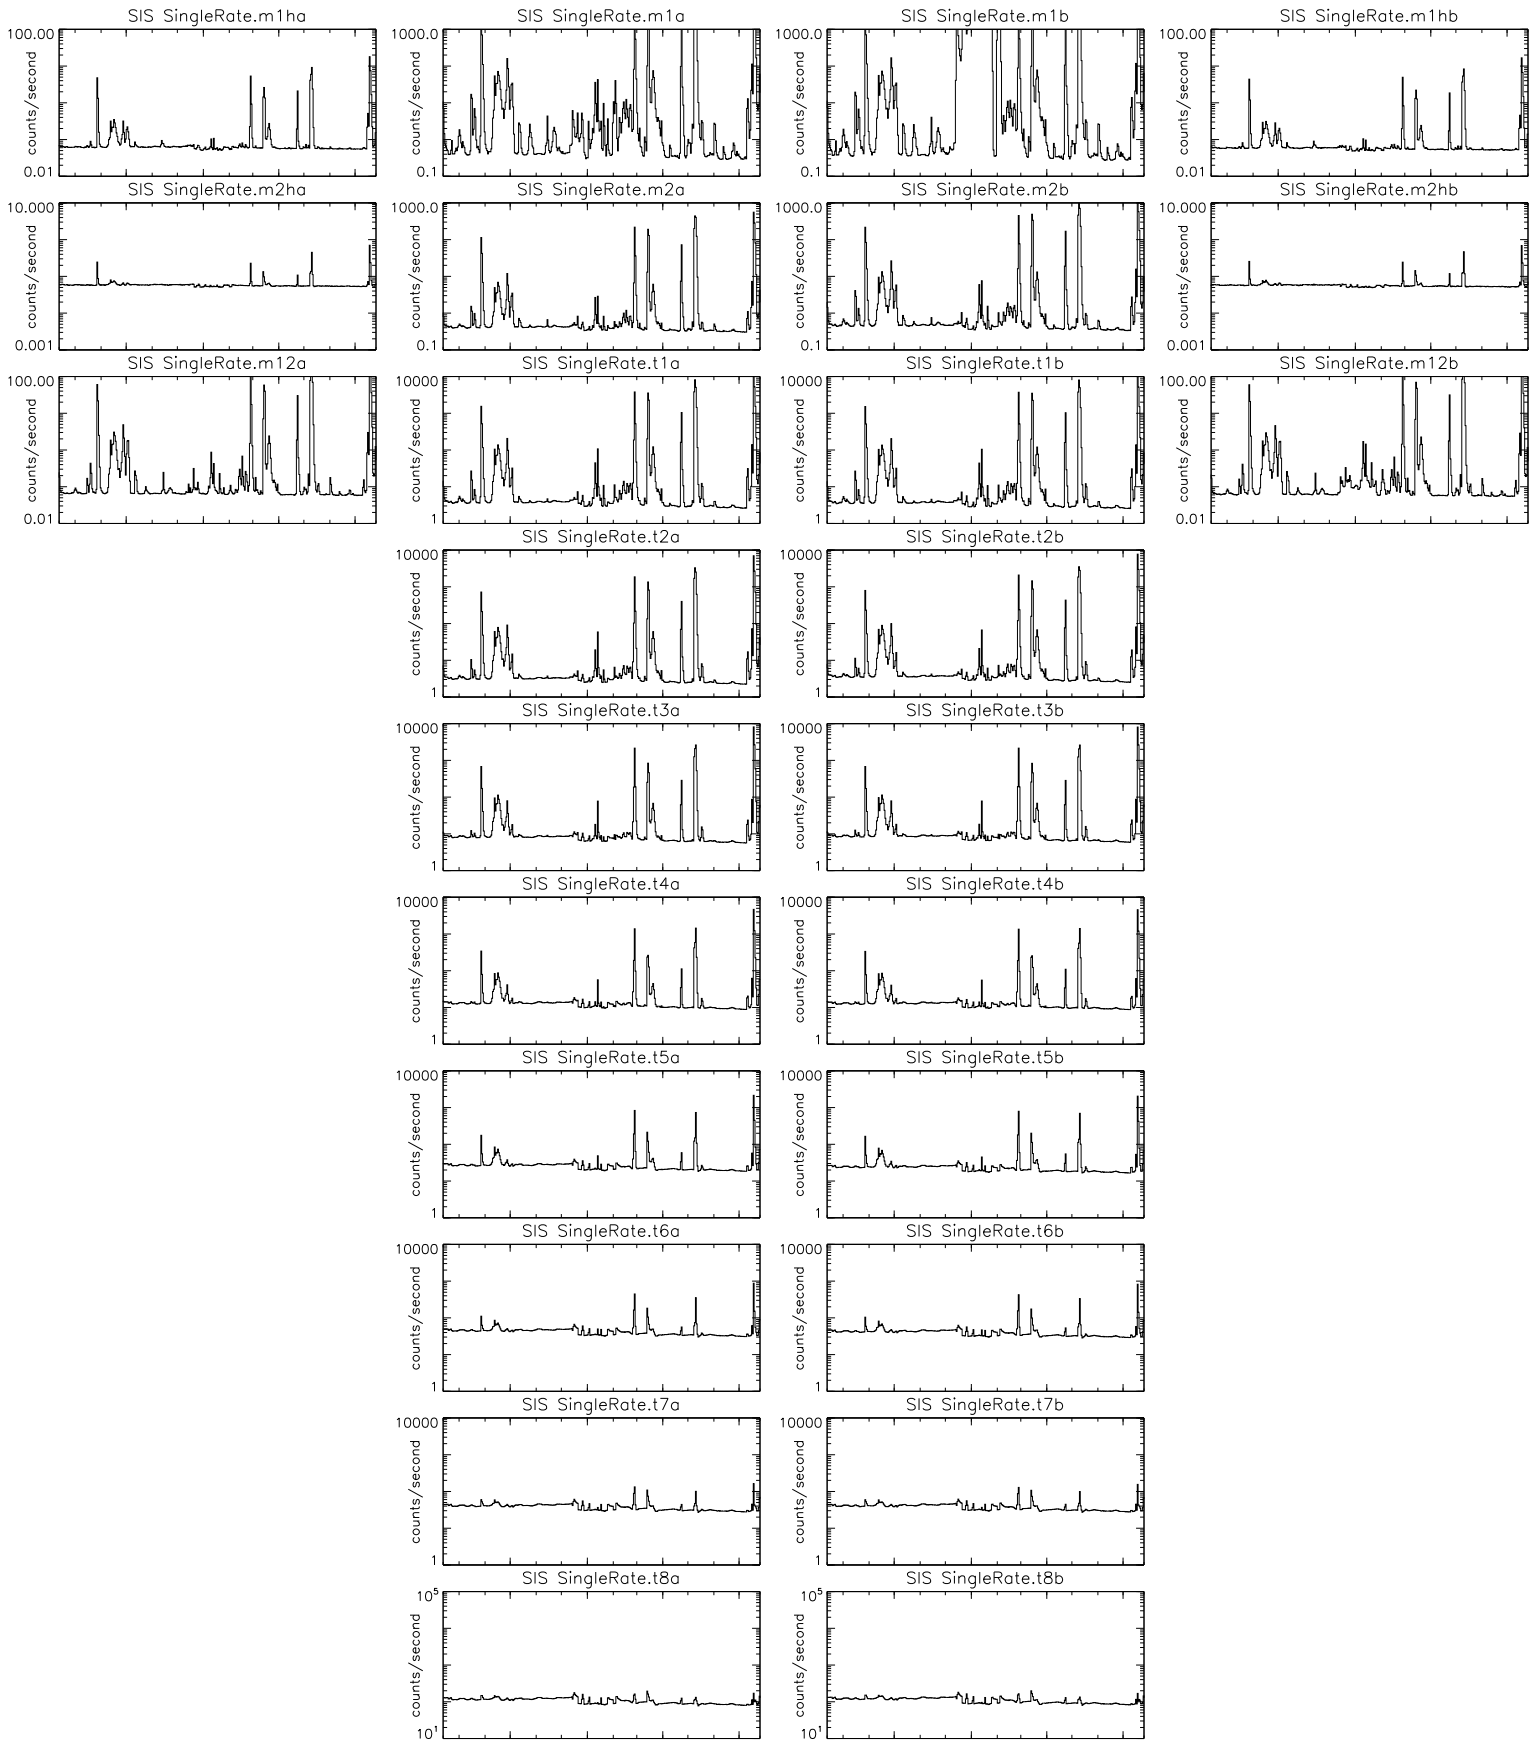 SIS SingleRate.m1ha
SIS SingleRate.m1a
SIS SingleRate.m1b
SIS SingleRate.m1hb
100.00
counts/second
0.01
1000.0
counts/second
0.1
1000.0
counts/second
0.1
100.00
counts/second
0.01
SIS SingleRate.m2ha
SIS SingleRate.m2a
SIS SingleRate.m2b
SIS SingleRate.m2hb
10.000
counts/second
0.001
1000.0
counts/second
0.1
1000.0
counts/second
0.1
10.000
counts/second
0.001
SIS SingleRate.m12a
SIS SingleRate.t1a
SIS SingleRate.t1b
SIS SingleRate.m12b
100.00
counts/second
0.01
10000
counts/second
1
10000
counts/second
1
100.00
counts/second
0.01
SIS SingleRate.t2a
SIS SingleRate.t2b
10000
counts/second
1
10000
counts/second
1
SIS SingleRate.t3a
SIS SingleRate.t3b
10000
counts/second
1
10000
counts/second
1
SIS SingleRate.t4a
SIS SingleRate.t4b
10000
counts/second
1
10000
counts/second
1
SIS SingleRate.t5a
SIS SingleRate.t5b
10000
counts/second
1
10000
counts/second
1
SIS SingleRate.t6a
SIS SingleRate.t6b
10000
counts/second
1
10000
counts/second
1
SIS SingleRate.t7a
SIS SingleRate.t7b
10000
counts/second
1
10000
counts/second
1
SIS SingleRate.t8a
SIS SingleRate.t8b
10⁵
counts/second
10¹
10⁵
counts/second
10¹